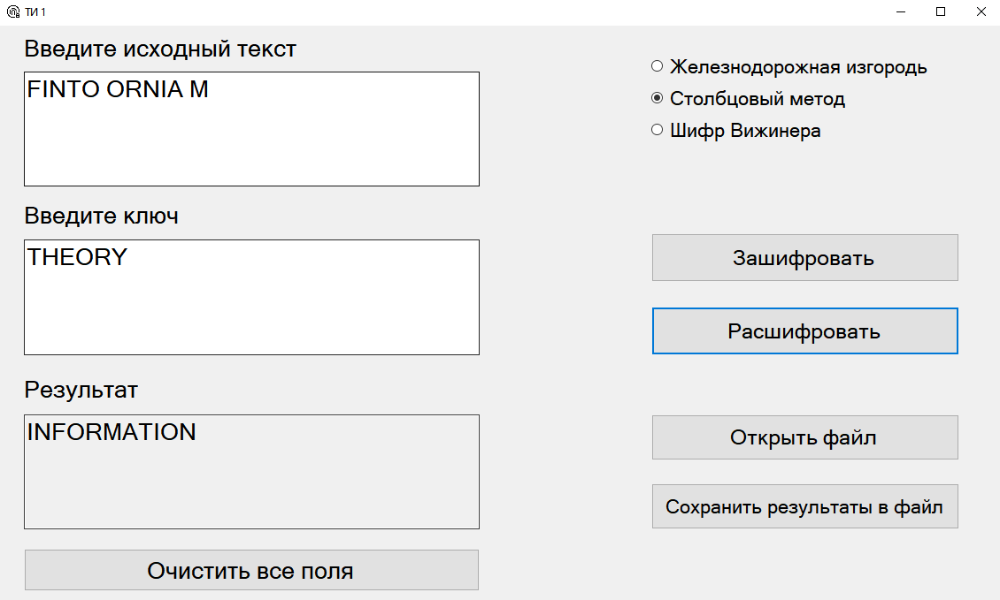 ТИ 1
Введите исходный текст
FINTO ORNIA M
Железнодорожная изгородь
Столбцовый метод
Шифр Вижинера
Введите ключ
THEORY
Зашифровать
Расшифровать
Результат
INFORMATION
Открыть файл
Сохранить результаты в файл
Очистить все поля